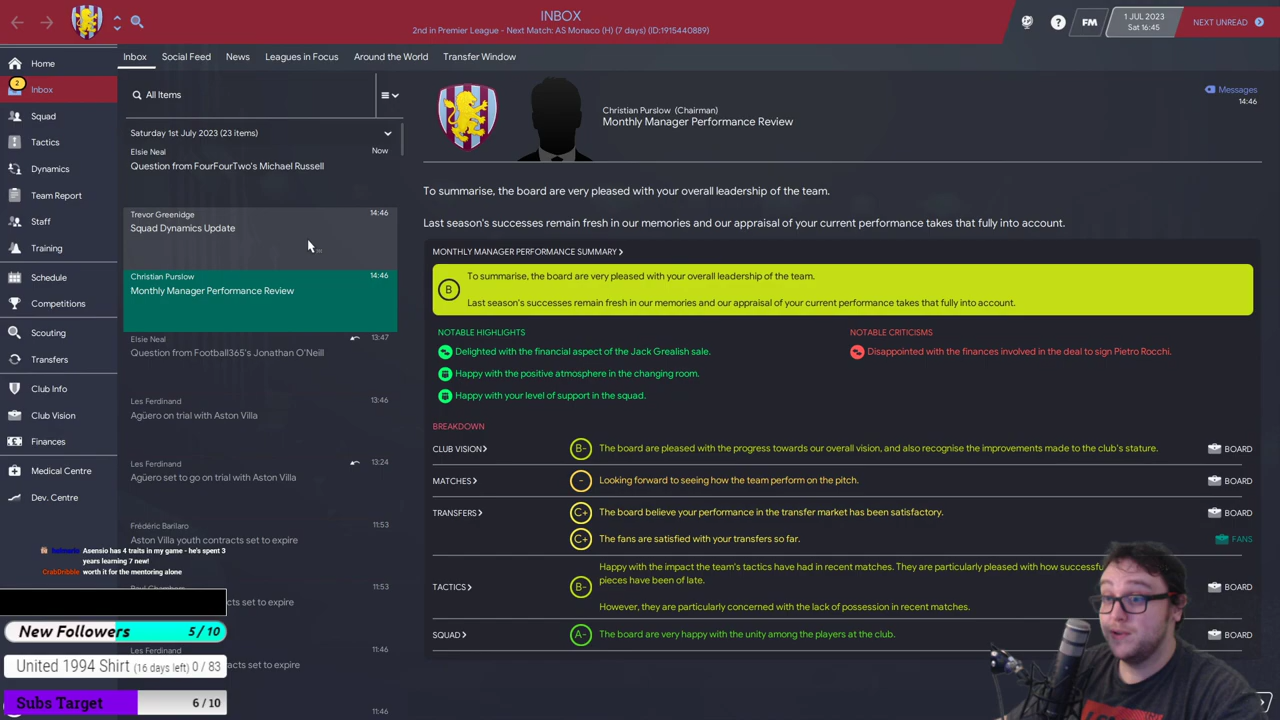 INBOX
2nd in Premier League - Next Match: AS Monaco (H) (7 days) (ID:1915440889)
?
FM
1 JUL 2023
Sat 16:45
NEXT UNREAD
Home
2
Inbox
Squad
Tactics
Dynamics
Team Report
Staff
Training
Schedule
Competitions
Scouting
Transfers
Club Info
Club Vision
Finances
Medical Centre
Dev. Centre
Inbox
Social Feed
News
Leagues in Focus
Around the World
Transfer Window
All Items
Saturday 1st July 2023 (23 items)
Elsie Neal
Now
Question from FourFourTwo's Michael Russell
Trevor Greenidge
14:46
Squad Dynamics Update
Christian Purslow
14:46
Monthly Manager Performance Review
Elsie Neal
13:47
Question from Football365's Jonathan O'Neill
Les Ferdinand
13:46
Agüero on trial with Aston Villa
Les Ferdinand
13:24
Agüero set to go on trial with Aston Villa
Frédéric Barilaro
11:53
Aston Villa youth contracts set to expire
11:53
cts set to expire
11:46
xpire
11:46
Asensio has 4 traits in my game - he's spent 3
years learning 7 new!
CrabDribble worth it for the mentoring alone
New Followers 5 / 10
United 1994 Shirt (16 days left) 0 / 83
Subs Target 6 / 10
Christian Purslow (Chairman)
Monthly Manager Performance Review
Messages
14:46
To summarise, the board are very pleased with your overall leadership of the team.
Last season's successes remain fresh in our memories and our appraisal of your current performance takes that fully into account.
MONTHLY MANAGER PERFORMANCE SUMMARY
B
To summarise, the board are very pleased with your overall leadership of the team.
Last season's successes remain fresh in our memories and our appraisal of your current performance takes that fully into account.
NOTABLE HIGHLIGHTS
Delighted with the financial aspect of the Jack Grealish sale.
Happy with the positive atmosphere in the changing room.
Happy with your level of support in the squad.
NOTABLE CRITICISMS
Disappointed with the finances involved in the deal to sign Pietro Rocchi.
BREAKDOWN
CLUB VISION
B-
The board are pleased with the progress towards our overall vision, and also recognise the improvements made to the club's stature.
BOARD
MATCHES
-
Looking forward to seeing how the team perform on the pitch.
BOARD
TRANSFERS
C+
The board believe your performance in the transfer market has been satisfactory.
BOARD
C+
The fans are satisfied with your transfers so far.
FANS
TACTICS
B-
Happy with the impact the team's tactics have had in recent matches. They are particularly pleased with how successfu
pieces have been of late.
However, they are particularly concerned with the lack of possession in recent matches.
BOARD
SQUAD
A-
The board are very happy with the unity among the players at the club.
BOARD